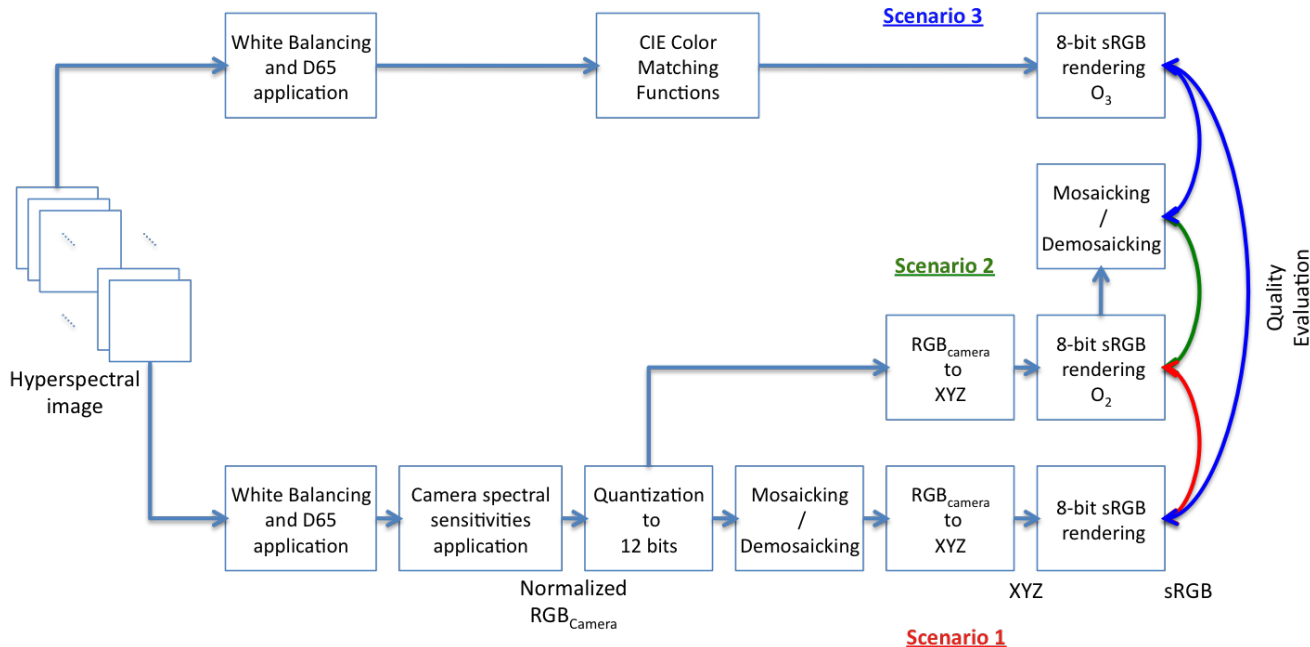 Scenario 3
White Balancing
and D65
application
CIE Color
Matching
Functions
8-bit sRGB
rendering
O3
Mosaicking
/
Demosaicking
Scenario 2
Quality
Evaluation
Hyperspectral
image
RGBcamera
to
XYZ
8-bit sRGB
rendering
O2
White Balancing
and D65
application
Camera spectral
sensitivities
application
Quantization
to
12 bits
Mosaicking
/
Demosaicking
RGBcamera
to
XYZ
8-bit sRGB
rendering
Normalized
RGBCamera
XYZ
sRGB
Scenario 1